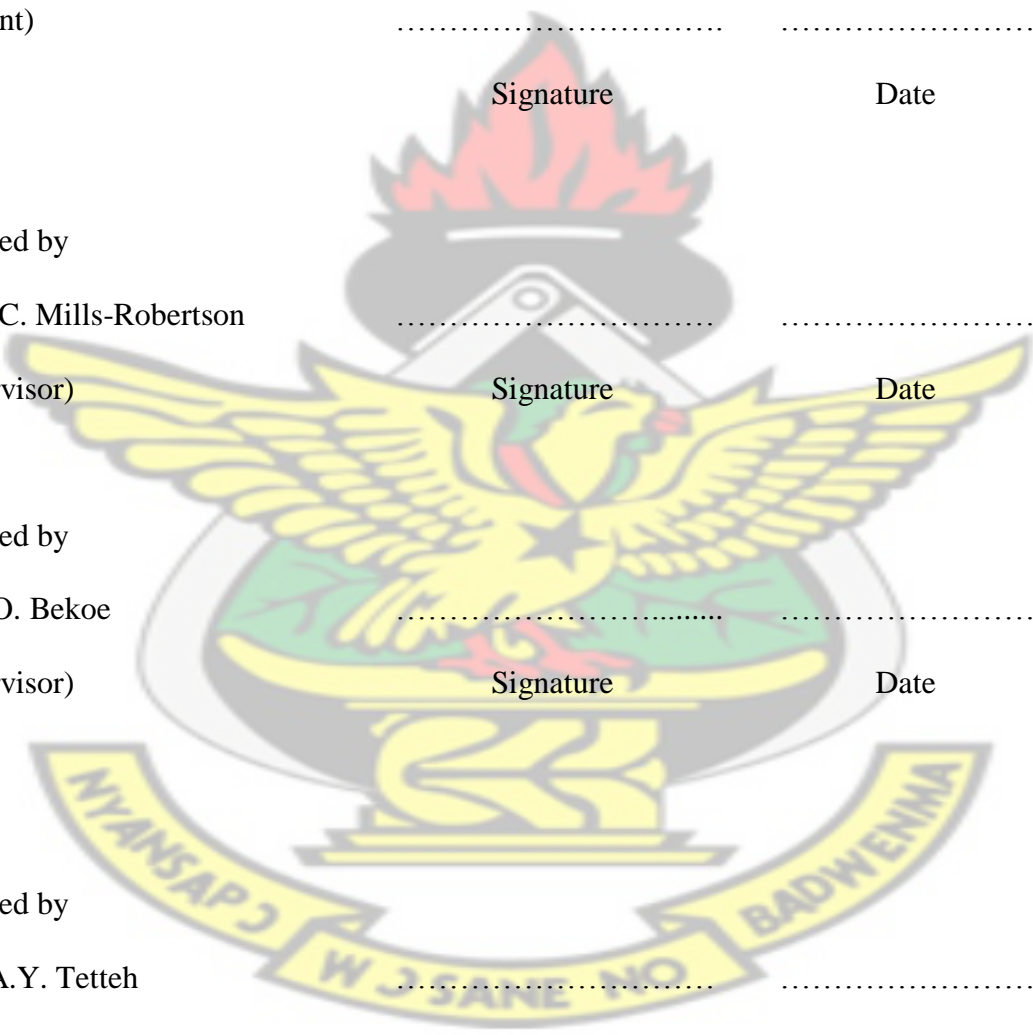 nt) ………………………….. ……………………
Signature Date
ed by
C. Mills-Robertson ………………………… ……………………
visor) Signature Date
ed by
O. Bekoe ……………………......... ……………………
visor) Signature Date
ed by
A.Y. Tetteh ………………………… ……………………
NYANSAPƆ WƆSANE NO BADWENMA